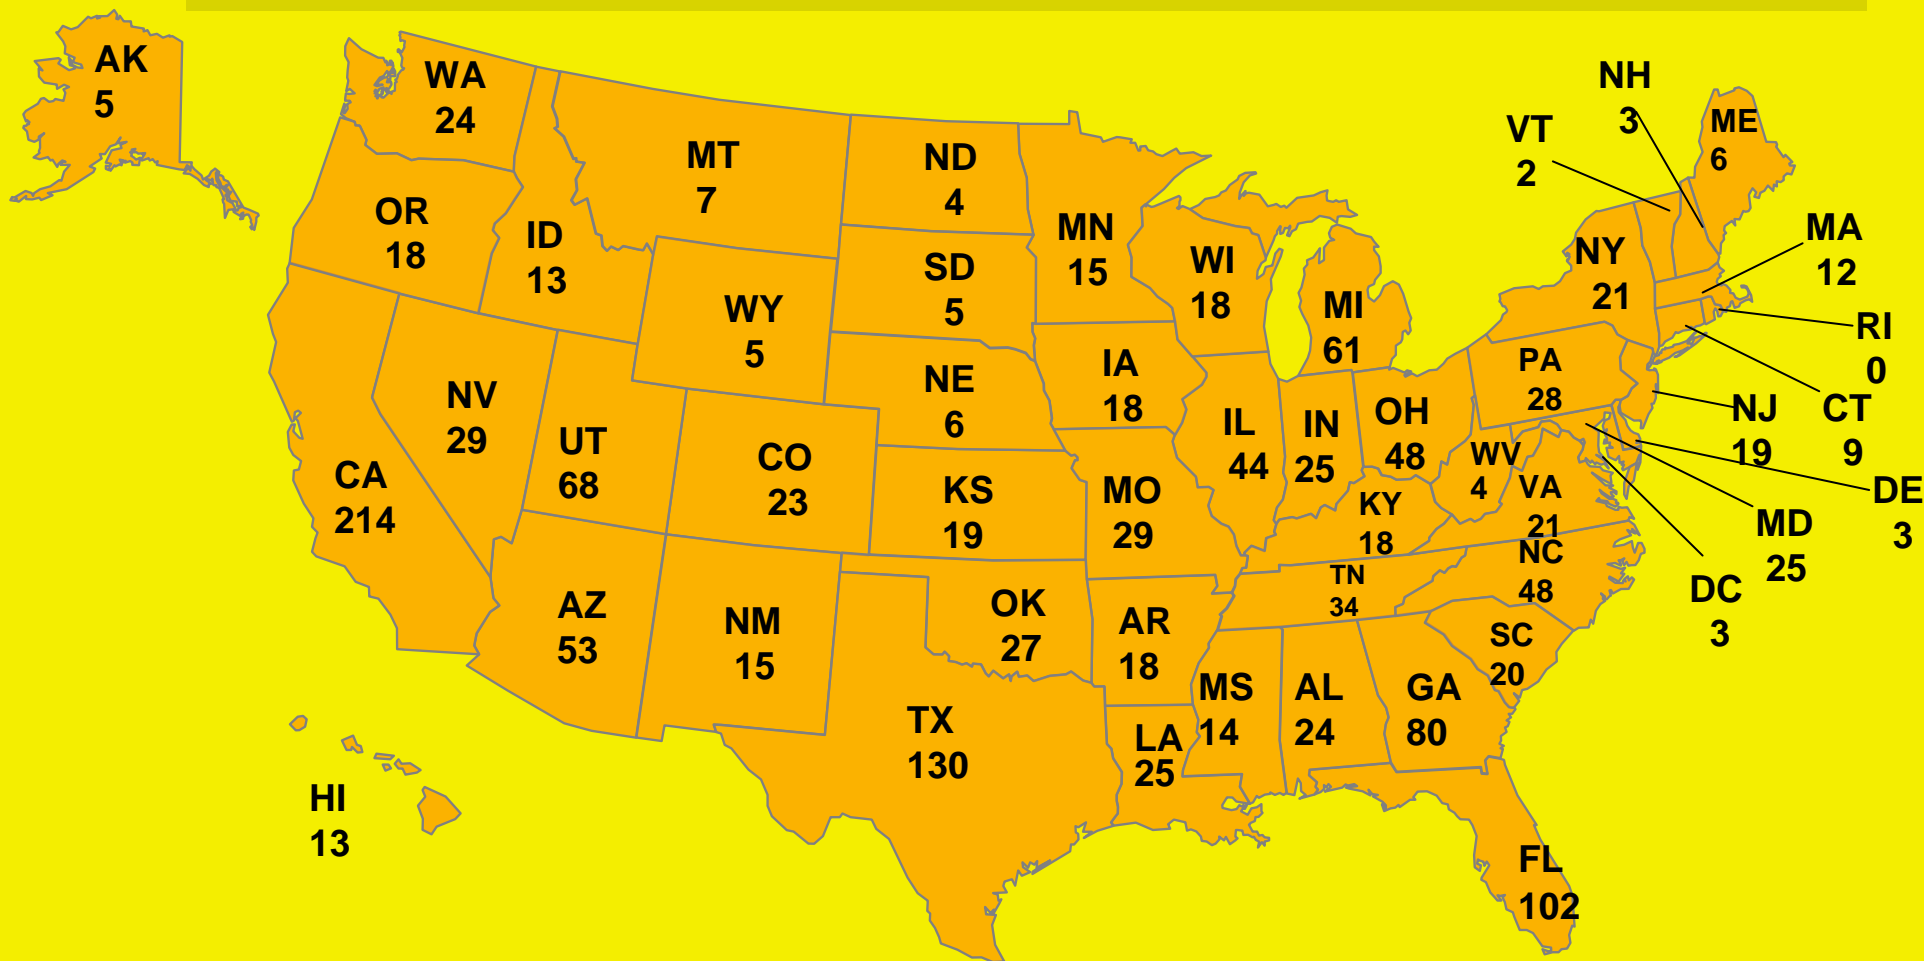 AK
5
WA
24
OR
18
CA
214
NV
29
ID
13
MT
7
WY
5
UT
68
CO
23
AZ
53
NM
15
ND
4
SD
5
NE
6
KS
19
OK
27
TX
130
MN
15
IA
18
MO
29
AR
18
LA
25
WI
18
IL
44
MI
61
IN
25
OH
48
KY
18
TN
34
MS
14
AL
24
GA
80
FL
102
SC
20
NC
48
VA
21
WV
4
PA
28
NY
21
VT
2
NH
3
ME
6
MA
12
RI
0
CT
9
NJ
19
DE
3
MD
25
DC
3
HI
13